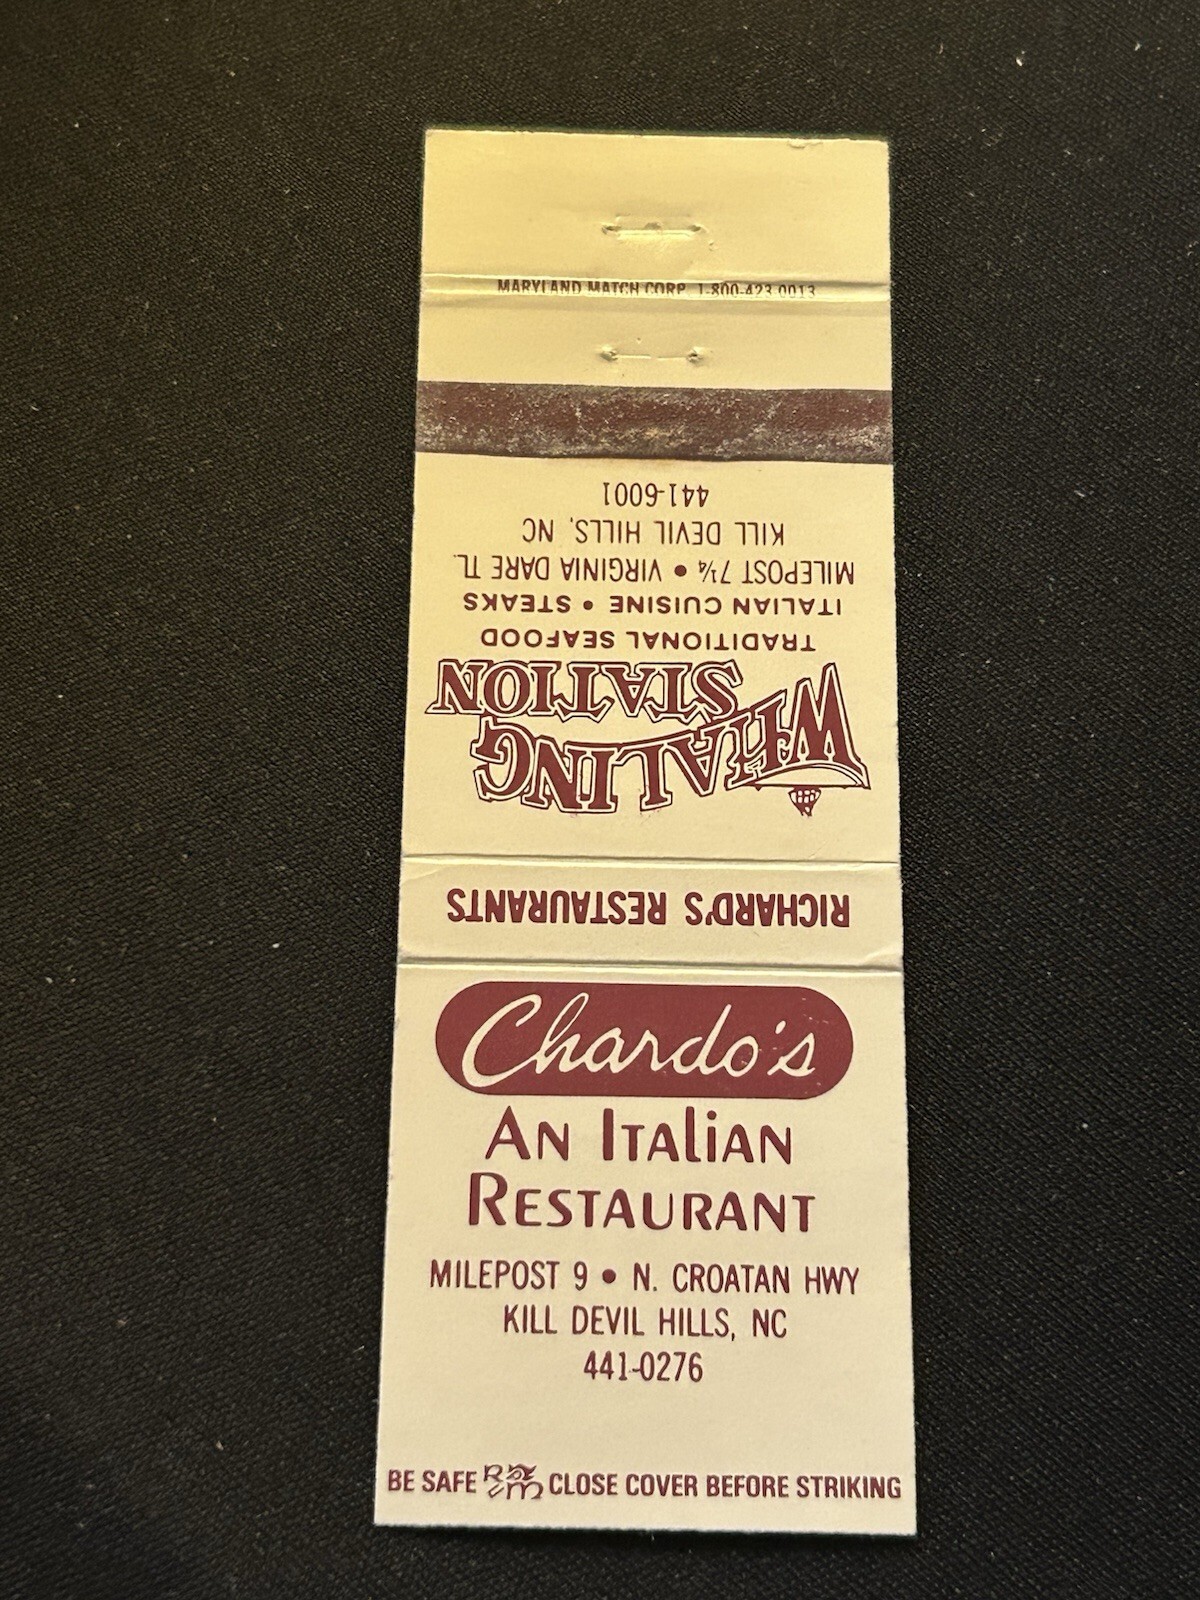 MARYLAND MATCH CORP. 1-800-423-0013
WHALING
STATION
TRADITIONAL SEAFOOD
ITALIAN CUISINE • STEAKS
MILEPOST 7¼ • VIRGINIA DARE TL.
KILL DEVIL HILLS, NC
441-6001
RICHARD'S RESTAURANTS
Chardo's
AN ITALIAN
RESTAURANT
MILEPOST 9 • N. CROATAN HWY
KILL DEVIL HILLS, NC
441-0276
BE SAFE CLOSE COVER BEFORE STRIKING